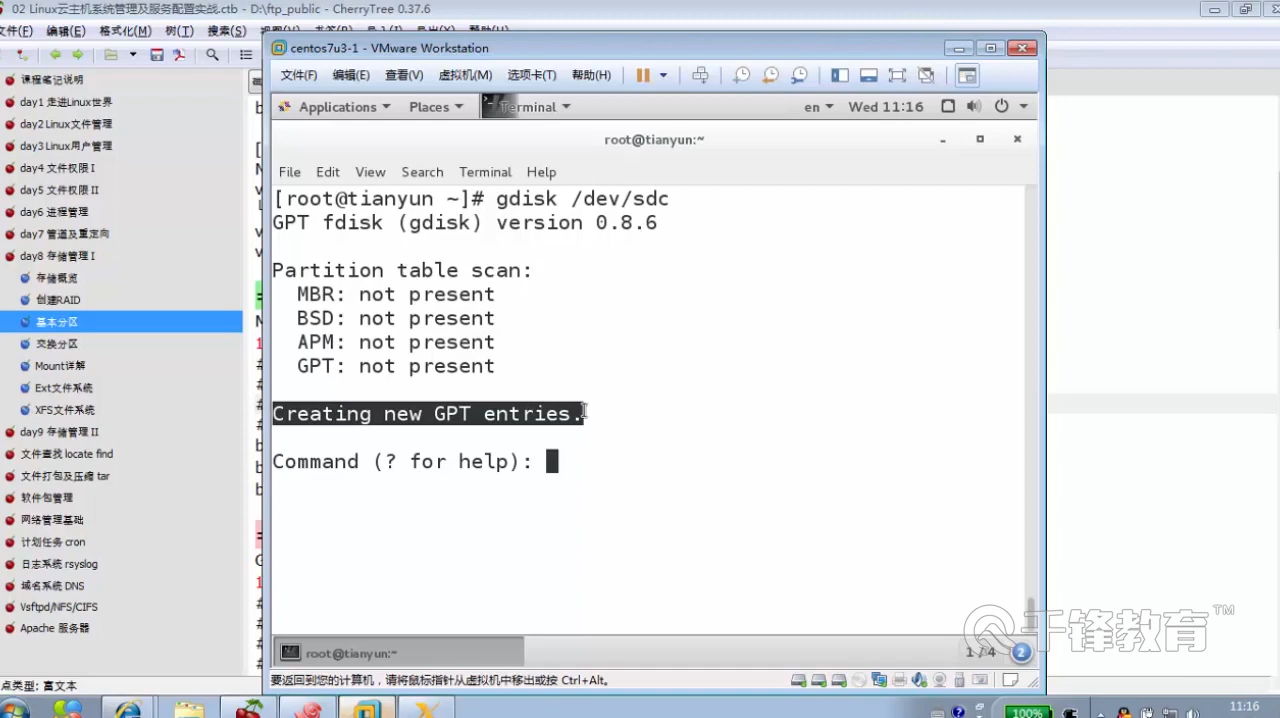 02 Linux云主机系统管理及服务配置实战.ctb - D:\ftp_public - CherryTree 0.37.6
文件(F) 编辑(E) 格式化(M) 树(T) 搜索(S)
课程笔记说明
day1 走进Linux世界
day2 Linux文件管理
day3 Linux用户管理
day4 文件权限 I
day5 文件权限 II
day6 进程管理
day7 管道及重定向
day8 存储管理 I
存储概览
创建RAID
基本分区
交换分区
Mount详解
Ext文件系统
XFS文件系统
day9 存储管理 II
文件查找 locate find
文件打包及压缩 tar
软件包管理
网络管理基础
计划任务 cron
日志系统 rsyslog
域名系统 DNS
Vsftpd/NFS/CIFS
Apache 服务器
点类型: 富文本
centos7u3-1 - VMware Workstation
文件(F) 编辑(E) 查看(V) 虚拟机(M) 选项卡(T) 帮助(H)
Applications Places Terminal en Wed 11:16
root@tianyun:~
File Edit View Search Terminal Help
[root@tianyun ~]# gdisk /dev/sdc
GPT fdisk (gdisk) version 0.8.6
Partition table scan:
MBR: not present
BSD: not present
APM: not present
GPT: not present
Creating new GPT entries.
Command (? for help):
root@tianyun:~
1 / 4 2
要返回到您的计算机，请将鼠标指针从虚拟机中移出或按 Ctrl+Alt。
千锋教育™
100%
11:16